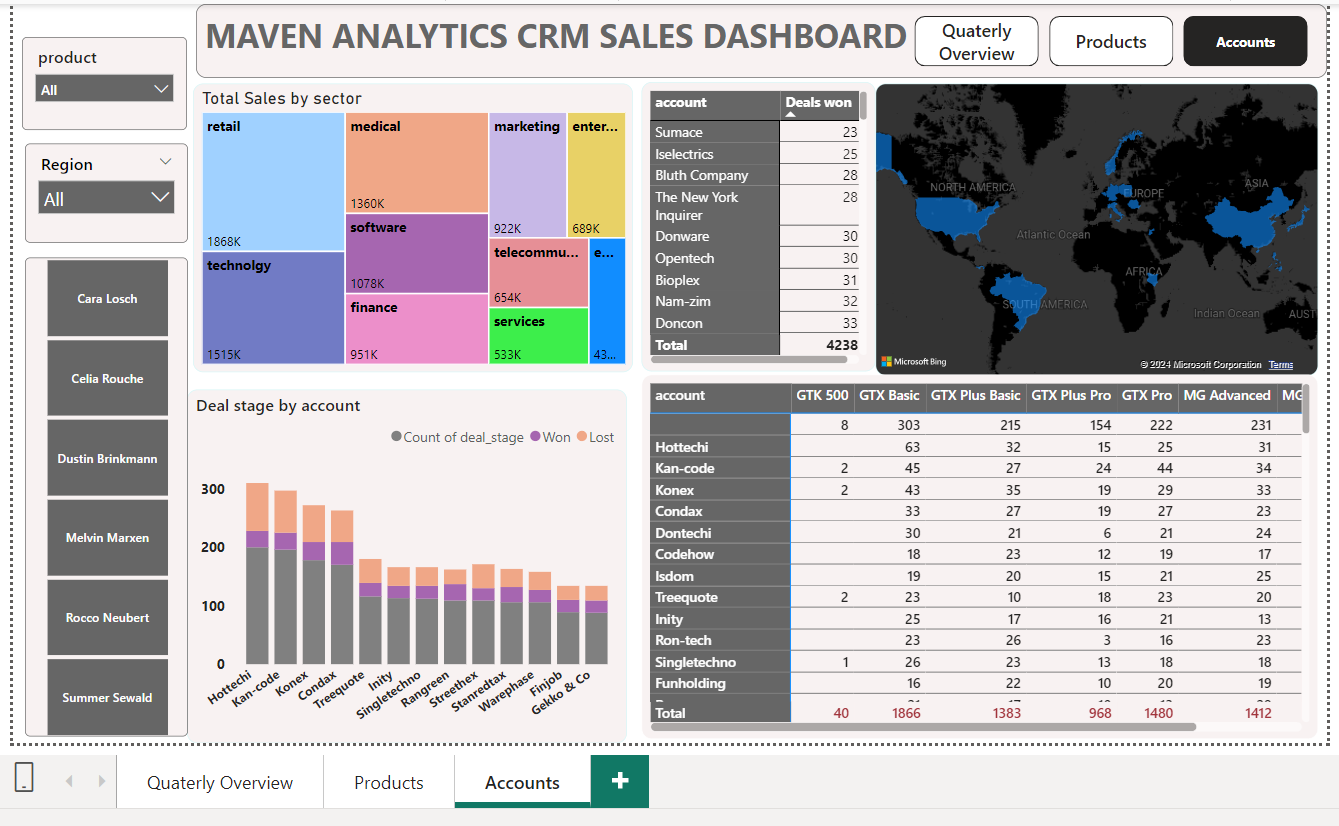 MAVEN ANALYTICS CRM SALES DASHBOARD
Quaterly
Overview
Products
Accounts
product
All
Region
All
Cara Losch
Celia Rouche
Dustin Brinkmann
Melvin Marxen
Rocco Neubert
Summer Sewald
Total Sales by sector
retail
1868K
technolgy
1515K
medical
1360K
software
1078K
finance
951K
marketing
922K
enter...
689K
telecommu...
654K
services
533K
e...
43...
account Deals won
Sumace 23
Iselectrics 25
Bluth Company 28
The New York 28
Inquirer
Donware 30
Opentech 30
Bioplex 31
Nam-zim 32
Doncon 33
Total 4238
NORTH AMERICA
EUROPE
ASIA
Atlantic Ocean
AFRICA
SOUTH AMERICA
Indian Ocean
AUST
Microsoft Bing
© 2024 Microsoft Corporation Terms
Deal stage by account
Count of deal_stage Won Lost
300
200
100
0
Hottechi
Kan-code
Konex
Condax
Treequote
Inity
Singletechno
Rangreen
Streethex
Stanredtax
Warephase
Finjob
Gekko & Co
account GTK 500 GTX Basic GTX Plus Basic GTX Plus Pro GTX Pro MG Advanced MG
8 303 215 154 222 231
Hottechi 63 32 15 25 31
Kan-code 2 45 27 24 44 34
Konex 2 43 35 19 29 33
Condax 33 27 19 27 23
Dontechi 30 21 6 21 24
Codehow 18 23 12 19 17
Isdom 19 20 15 21 25
Treequote 2 23 10 18 23 20
Inity 25 17 16 21 13
Ron-tech 23 26 3 16 23
Singletechno 1 26 23 13 18 18
Funholding 16 22 10 20 19
Total 40 1866 1383 968 1480 1412
Quaterly Overview
Products
Accounts
+